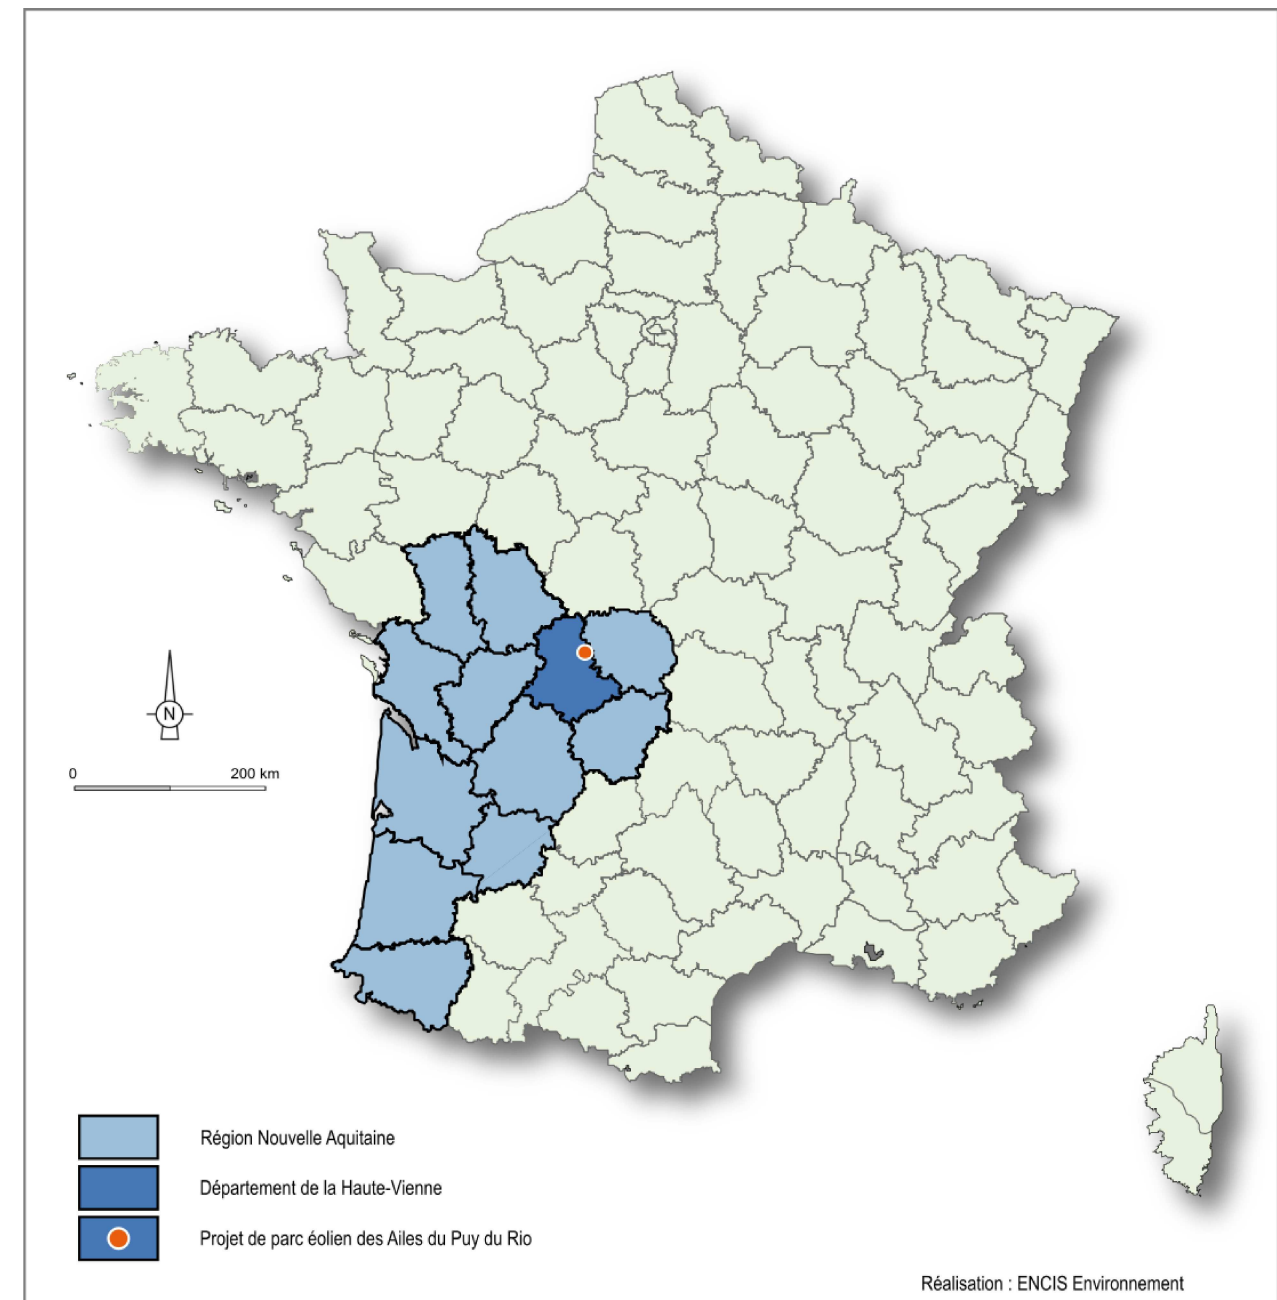 N
0 200 km
Région Nouvelle Aquitaine
Département de la Haute-Vienne
Projet de parc éolien des Ailes du Puy du Rio
Réalisation : ENCIS Environnement